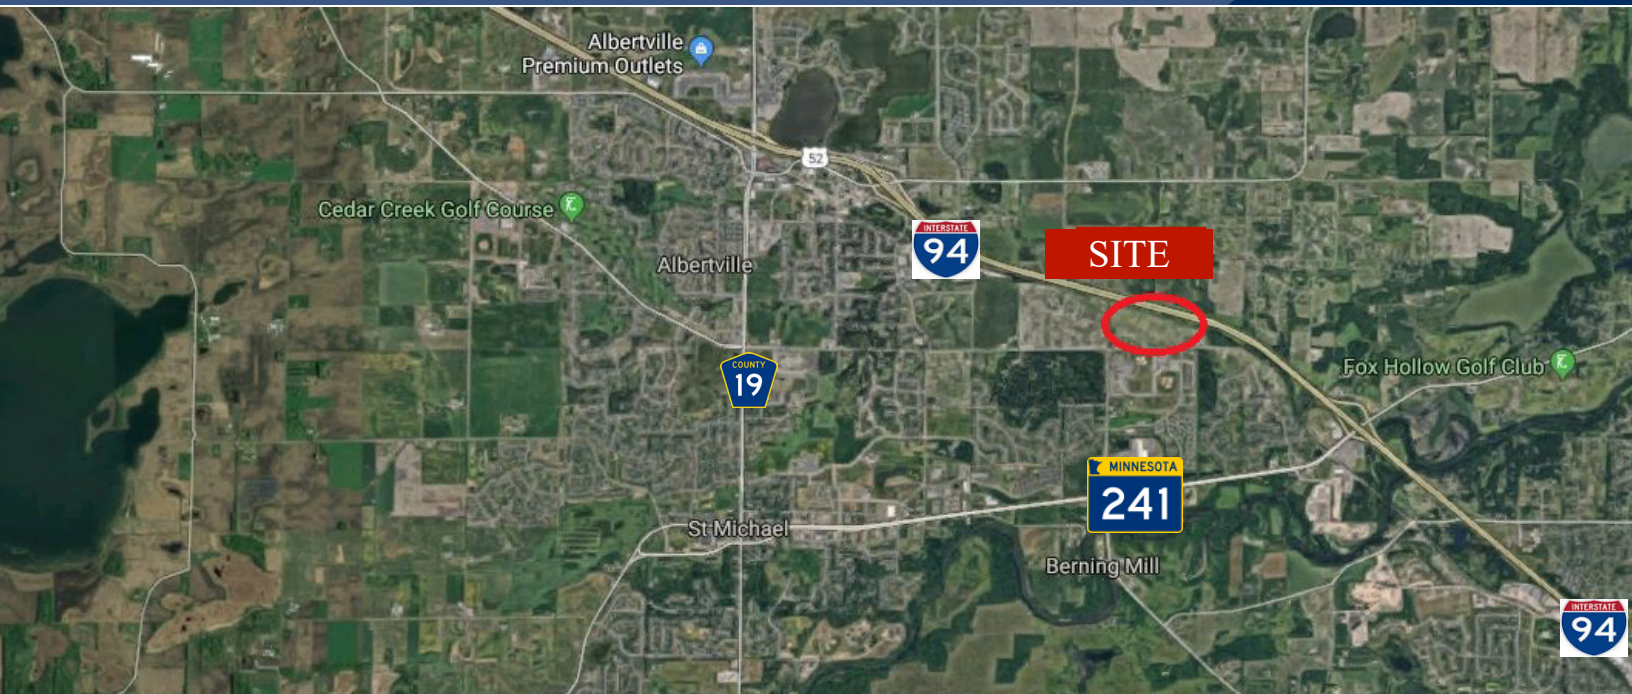 Albertville
Premium Outlets
52
Cedar Creek Golf Course
INTERSTATE
94
SITE
Albertville
COUNTY
19
Fox Hollow Golf Club
MINNESOTA
241
St Michael
Berning Mill
INTERSTATE
94